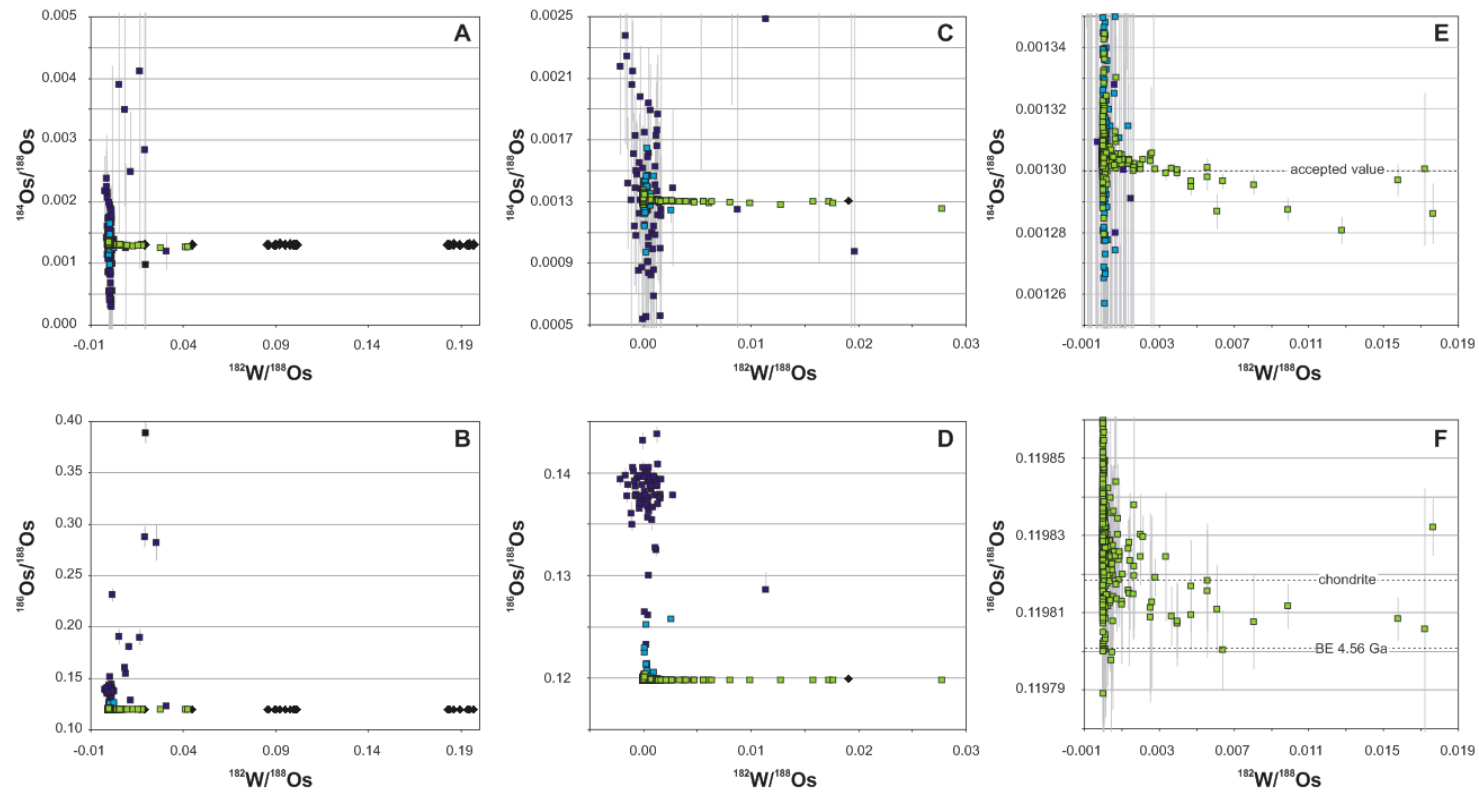 A
0.005
0.004
0.003
0.002
0.001
0.000
¹⁸⁴Os/¹⁸⁸Os
-0.01 0.04 0.09 0.14 0.19
¹⁸²W/¹⁸⁸Os
C
0.0025
0.0021
0.0017
0.0013
0.0009
0.0005
¹⁸⁴Os/¹⁸⁸Os
0.00 0.01 0.02 0.03
¹⁸²W/¹⁸⁸Os
E
0.00134
0.00132
0.00130
0.00128
0.00126
¹⁸⁴Os/¹⁸⁸Os
accepted value
-0.001 0.003 0.007 0.011 0.015 0.019
¹⁸²W/¹⁸⁸Os
B
0.40
0.35
0.30
0.25
0.20
0.15
0.10
¹⁸⁶Os/¹⁸⁸Os
-0.01 0.04 0.09 0.14 0.19
¹⁸²W/¹⁸⁸Os
D
0.14
0.13
0.12
¹⁸⁶Os/¹⁸⁸Os
0.00 0.01 0.02 0.03
¹⁸²W/¹⁸⁸Os
F
0.11985
0.11983
0.11981
0.11979
¹⁸⁶Os/¹⁸⁸Os
chondrite
BE 4.56 Ga
-0.001 0.003 0.007 0.011 0.015 0.019
¹⁸²W/¹⁸⁸Os